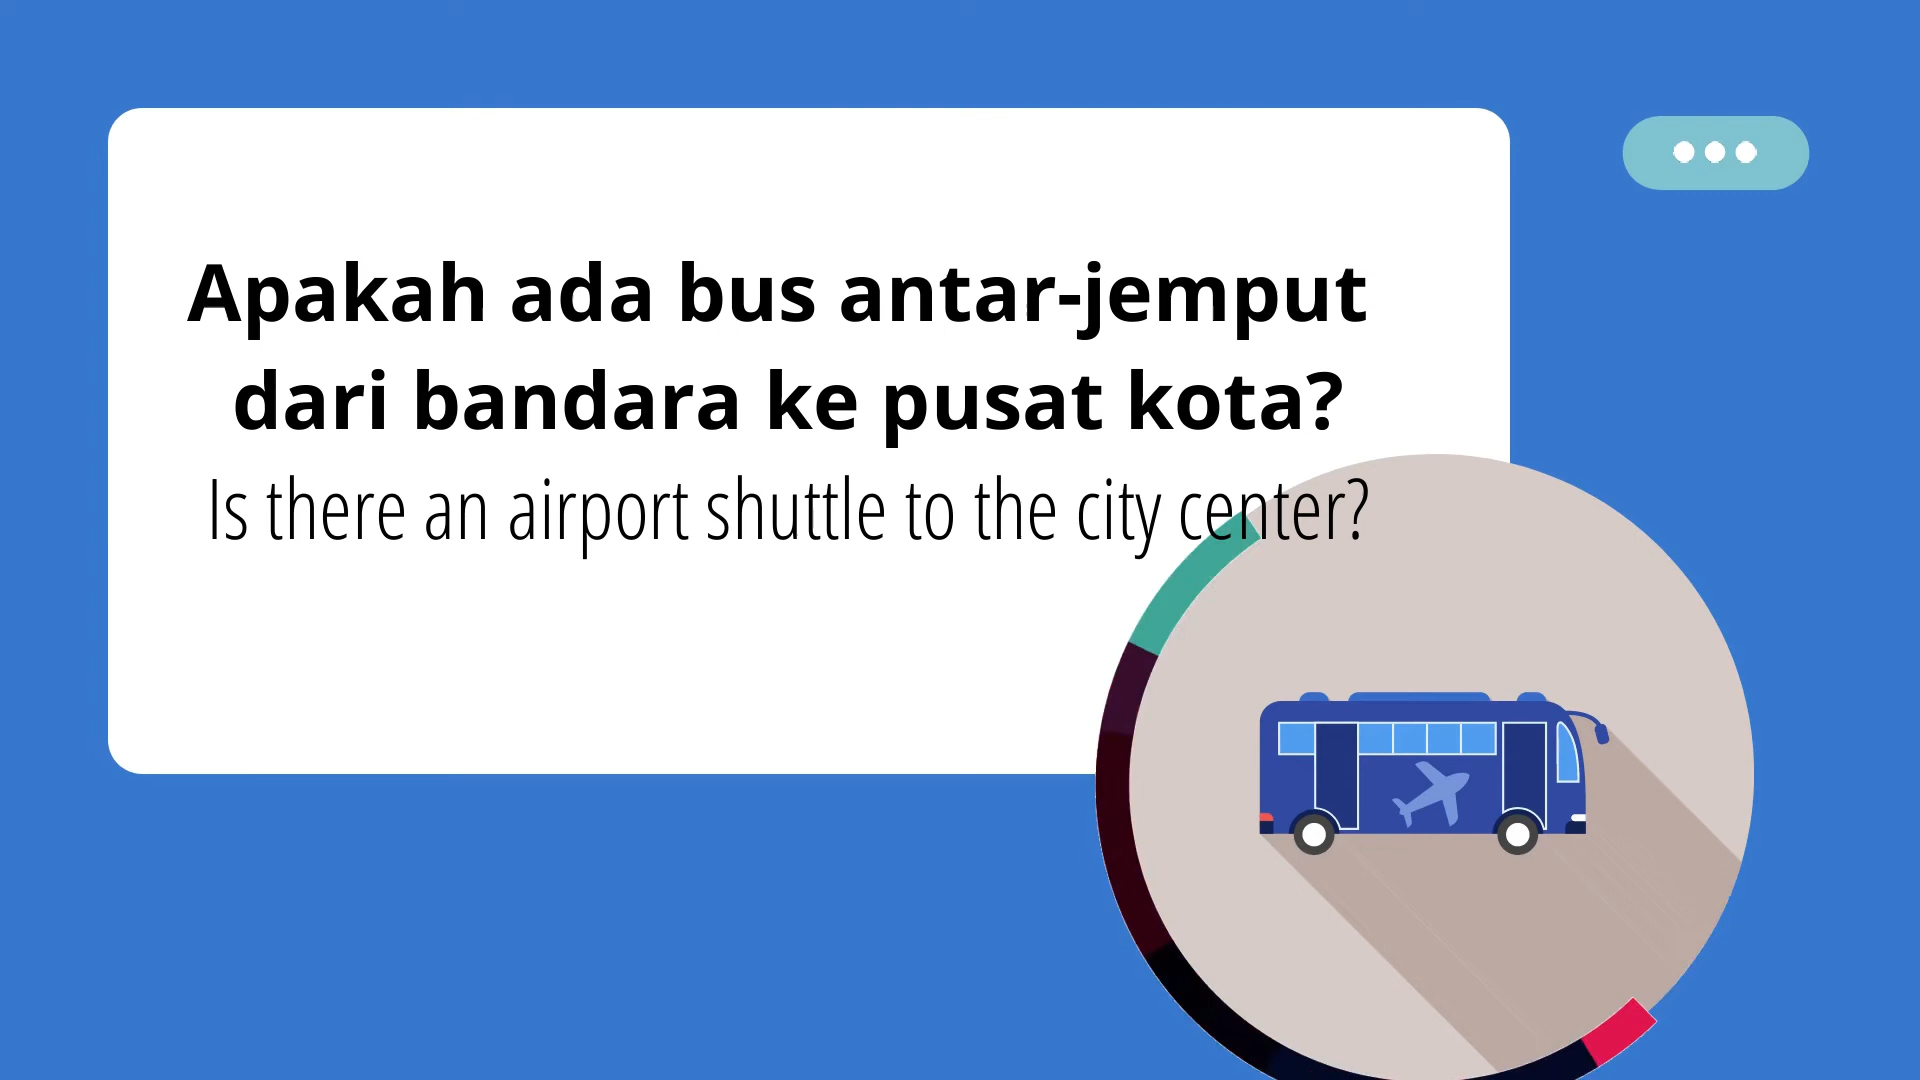 Apakah ada bus antar-jemput
dari bandara ke pusat kota?
Is there an airport shuttle to the city center?